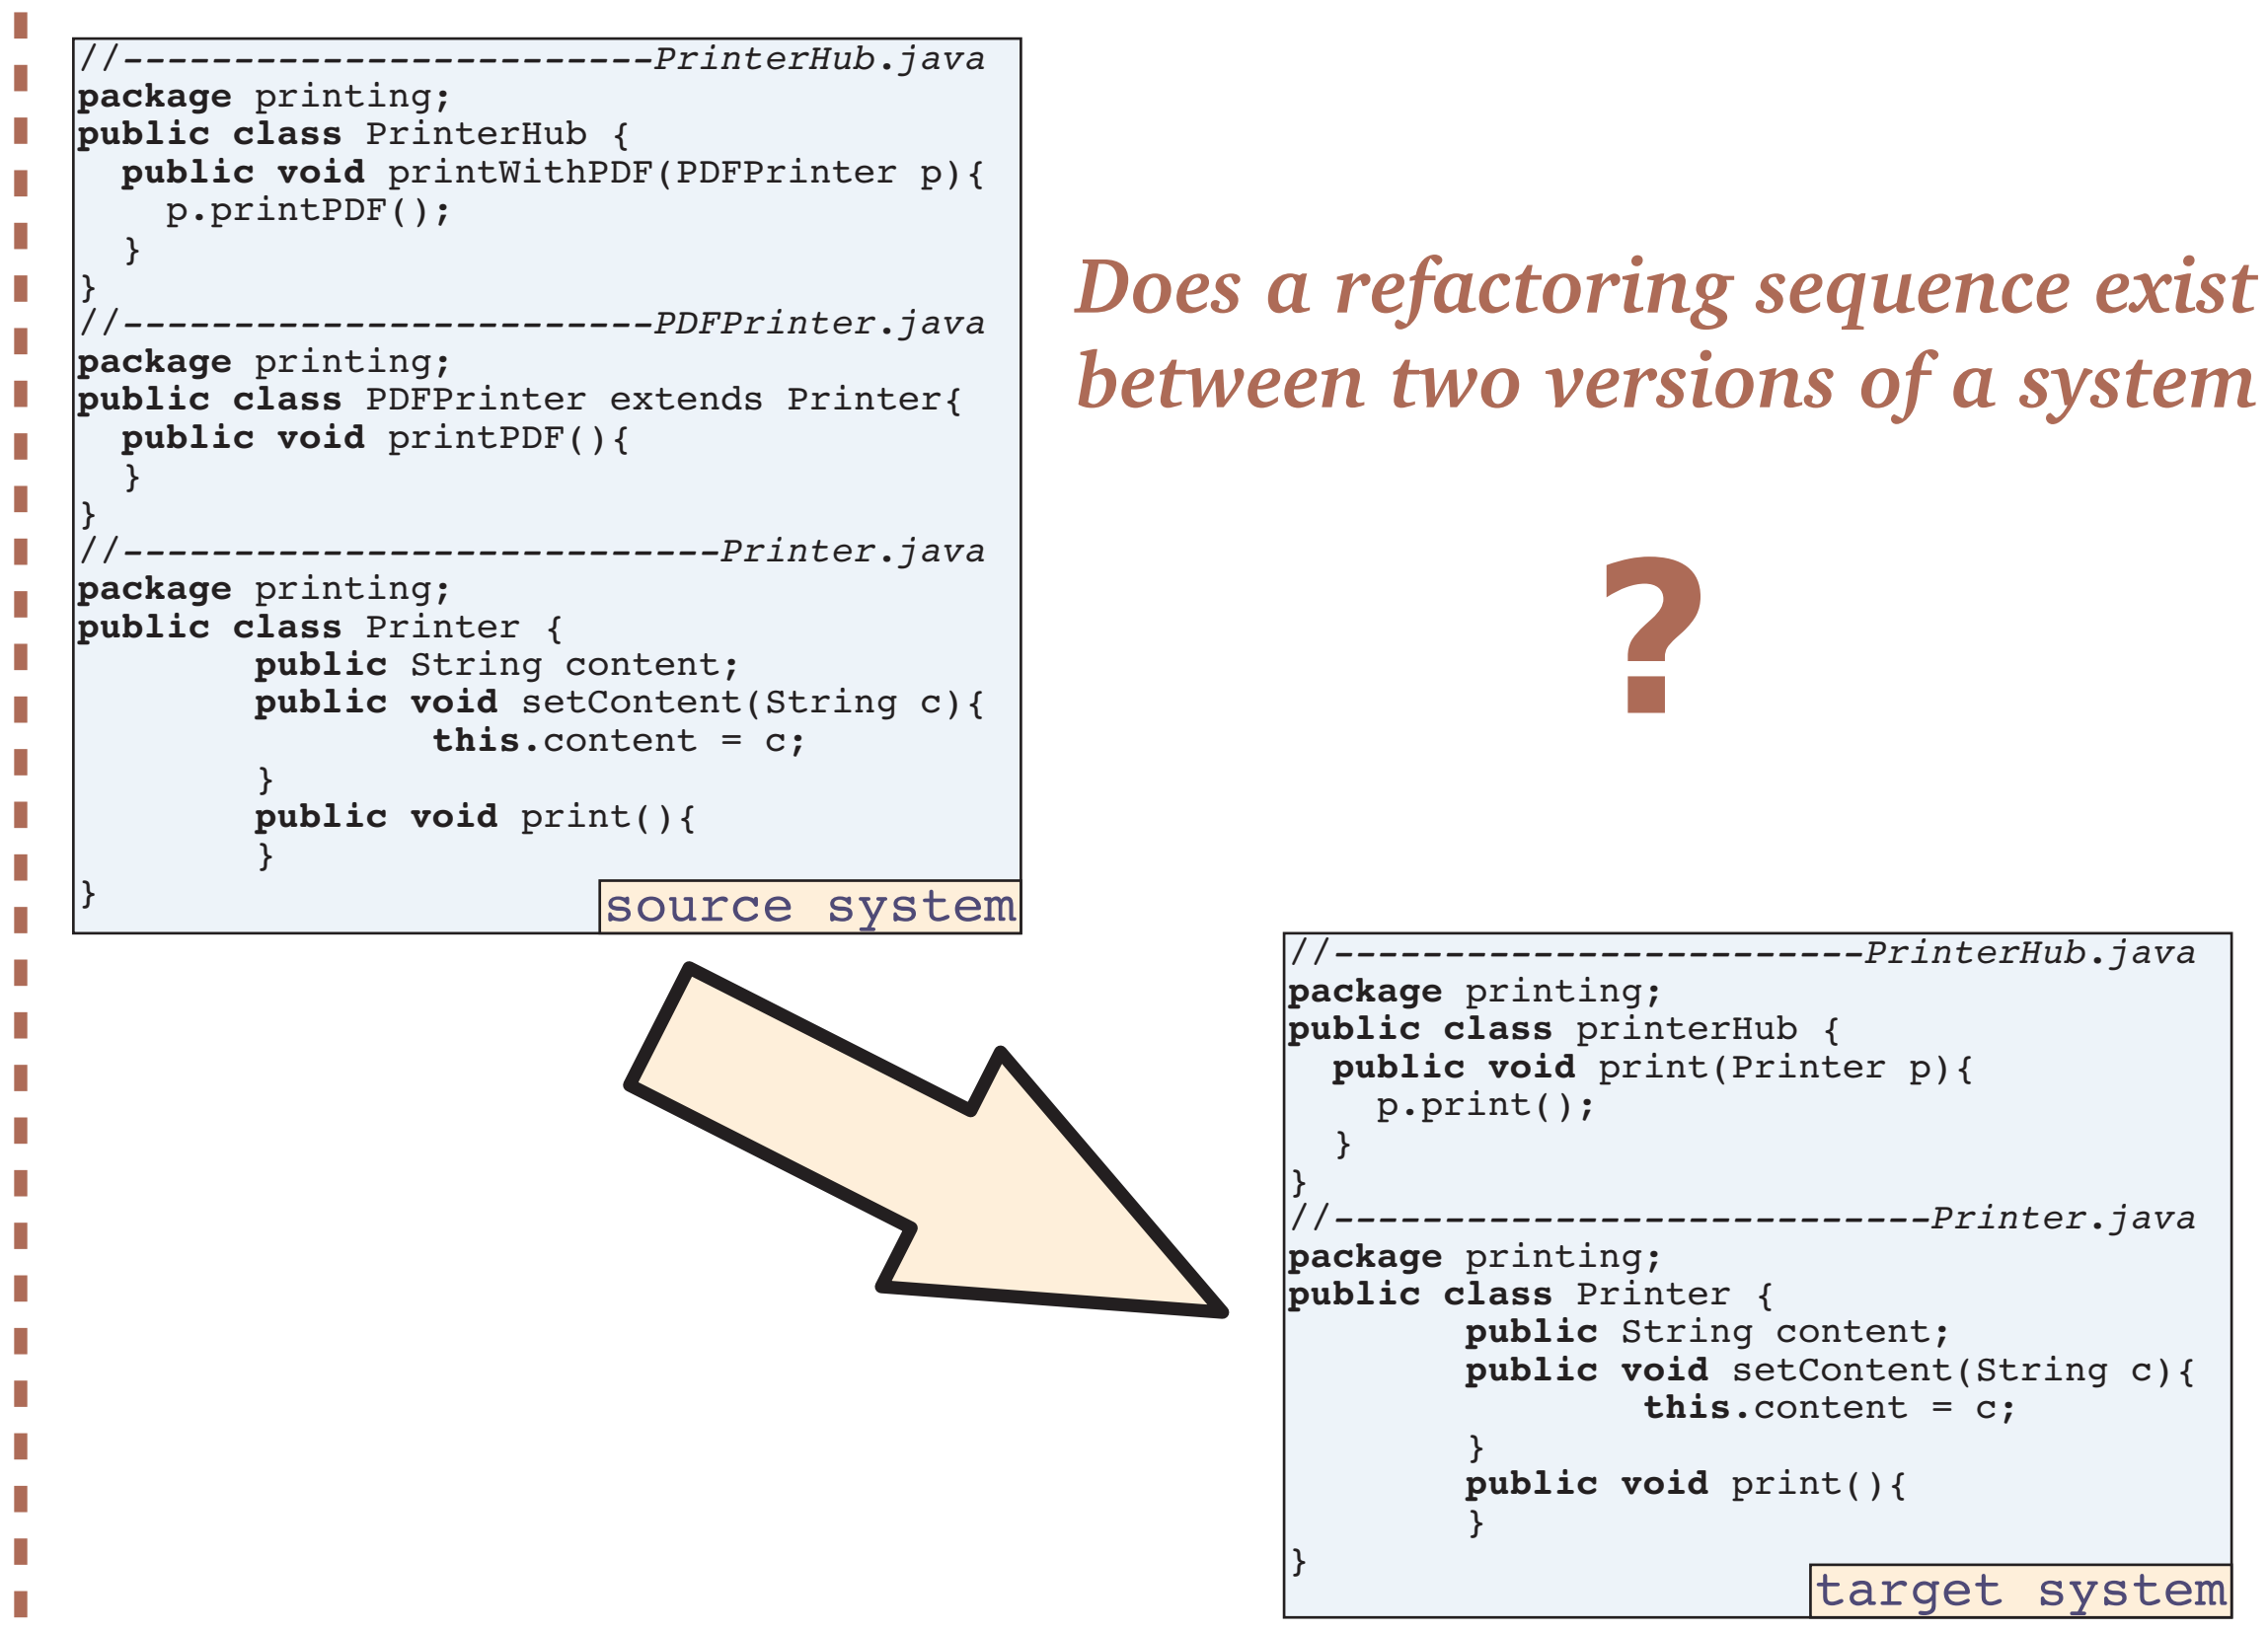 //------------------------PrinterHub.java
package printing;
public class PrinterHub {
  public void printWithPDF(PDFPrinter p){
    p.printPDF();
  }
}
//------------------------PDFPrinter.java
package printing;
public class PDFPrinter extends Printer{
  public void printPDF(){
  }
}
//---------------------------Printer.java
package printing;
public class Printer {
        public String content;
        public void setContent(String c){
                this.content = c;
        }
        public void print(){
        }
}
source system
Does a refactoring sequence exist
between two versions of a system
?
//------------------------PrinterHub.java
package printing;
public class printerHub {
  public void print(Printer p){
    p.print();
  }
}
//---------------------------Printer.java
package printing;
public class Printer {
        public String content;
        public void setContent(String c){
                this.content = c;
        }
        public void print(){
        }
}
target system